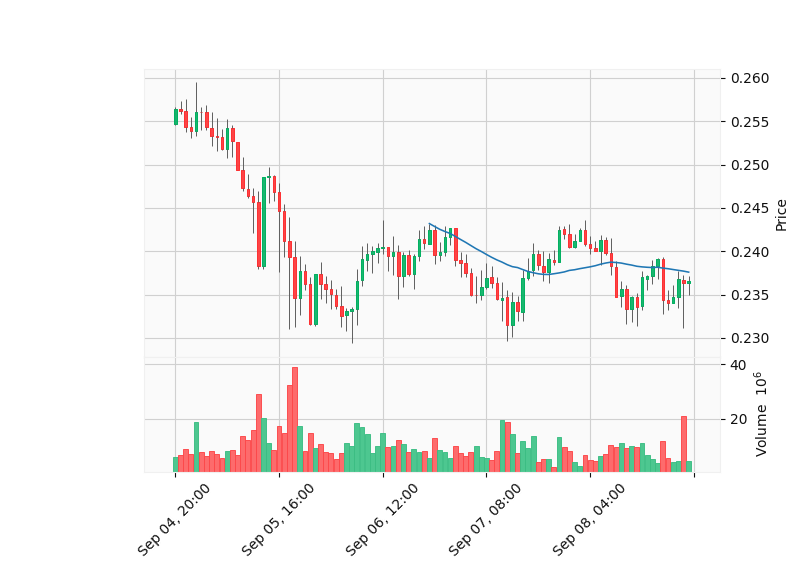 0.260
0.255
0.250
0.245
0.240
0.235
0.230
Price
40
20
Volume 10⁶
Sep 04, 20:00
Sep 05, 16:00
Sep 06, 12:00
Sep 07, 08:00
Sep 08, 04:00